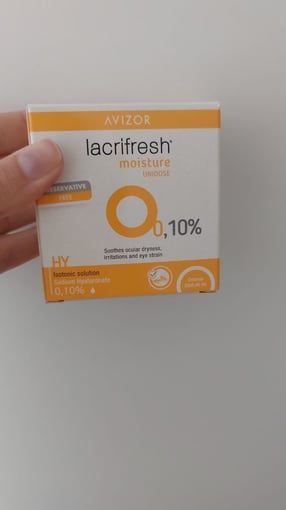 AVIZOR
lacrifresh
moisture
UNIDOSE
PRESERVATIVE
FREE
0,10%
Soothes ocular dryness,
irritations and eye strain
HY
Isotonic solution
Sodium Hyaluronate
0,10%